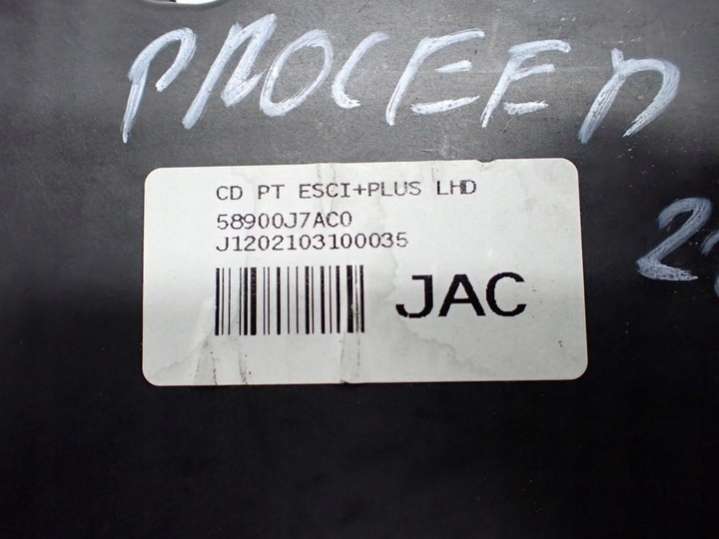 PROCEED
CD PT ESCI+PLUS LHD
58900J7AC0
J1202103100035
JAC